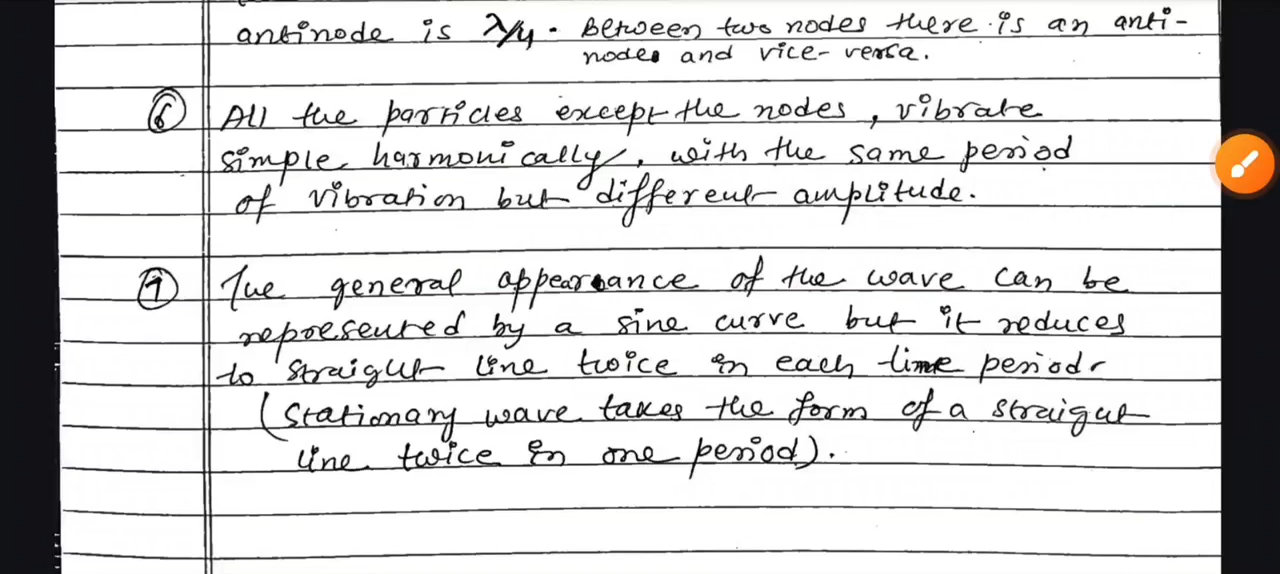 antinode is λ/4. Between two nodes there is an anti-
nodes and vice-versa.
⑥ All the particles except the nodes, vibrate
simple harmonically, with the same period
of vibration but different amplitude.
⑦ The general appearance of the wave can be
represented by a sine curve but it reduces
to straight line twice in each time period.
(Stationary wave takes the form of a straight
line twice in one period).